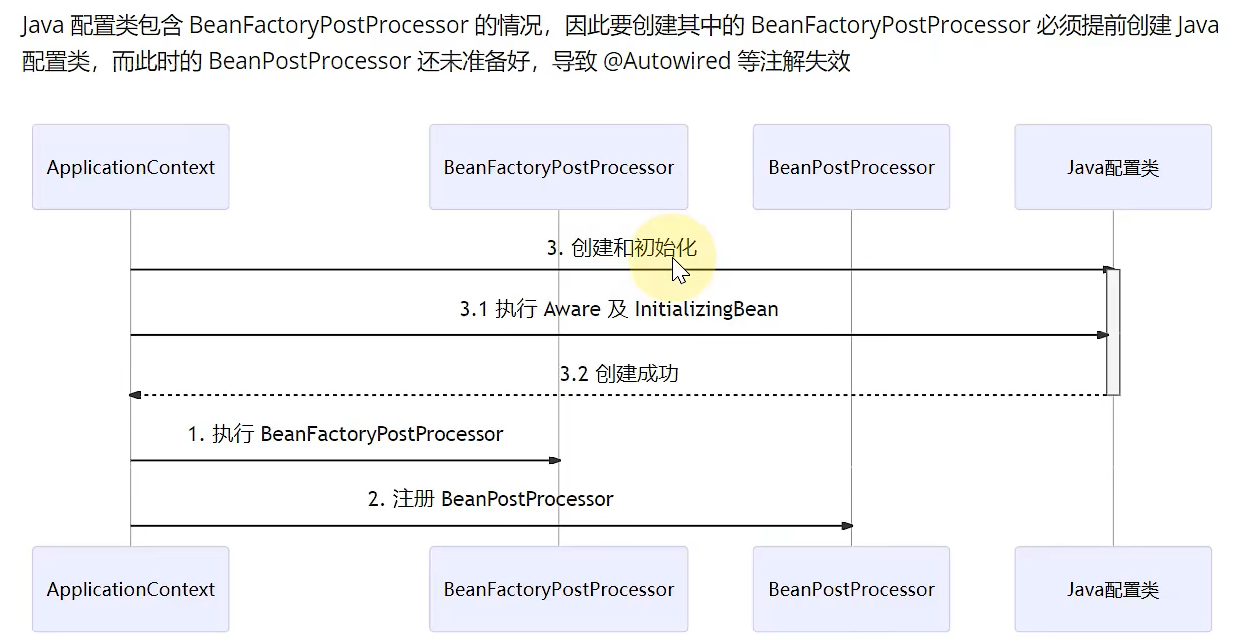 Java 配置类包含 BeanFactoryPostProcessor 的情况，因此要创建其中的 BeanFactoryPostProcessor 必须提前创建 Java
配置类，而此时的 BeanPostProcessor 还未准备好，导致 @Autowired 等注解失效
ApplicationContext
BeanFactoryPostProcessor
BeanPostProcessor
Java配置类
3. 创建和初始化
3.1 执行 Aware 及 InitializingBean
3.2 创建成功
1. 执行 BeanFactoryPostProcessor
2. 注册 BeanPostProcessor
ApplicationContext
BeanFactoryPostProcessor
BeanPostProcessor
Java配置类